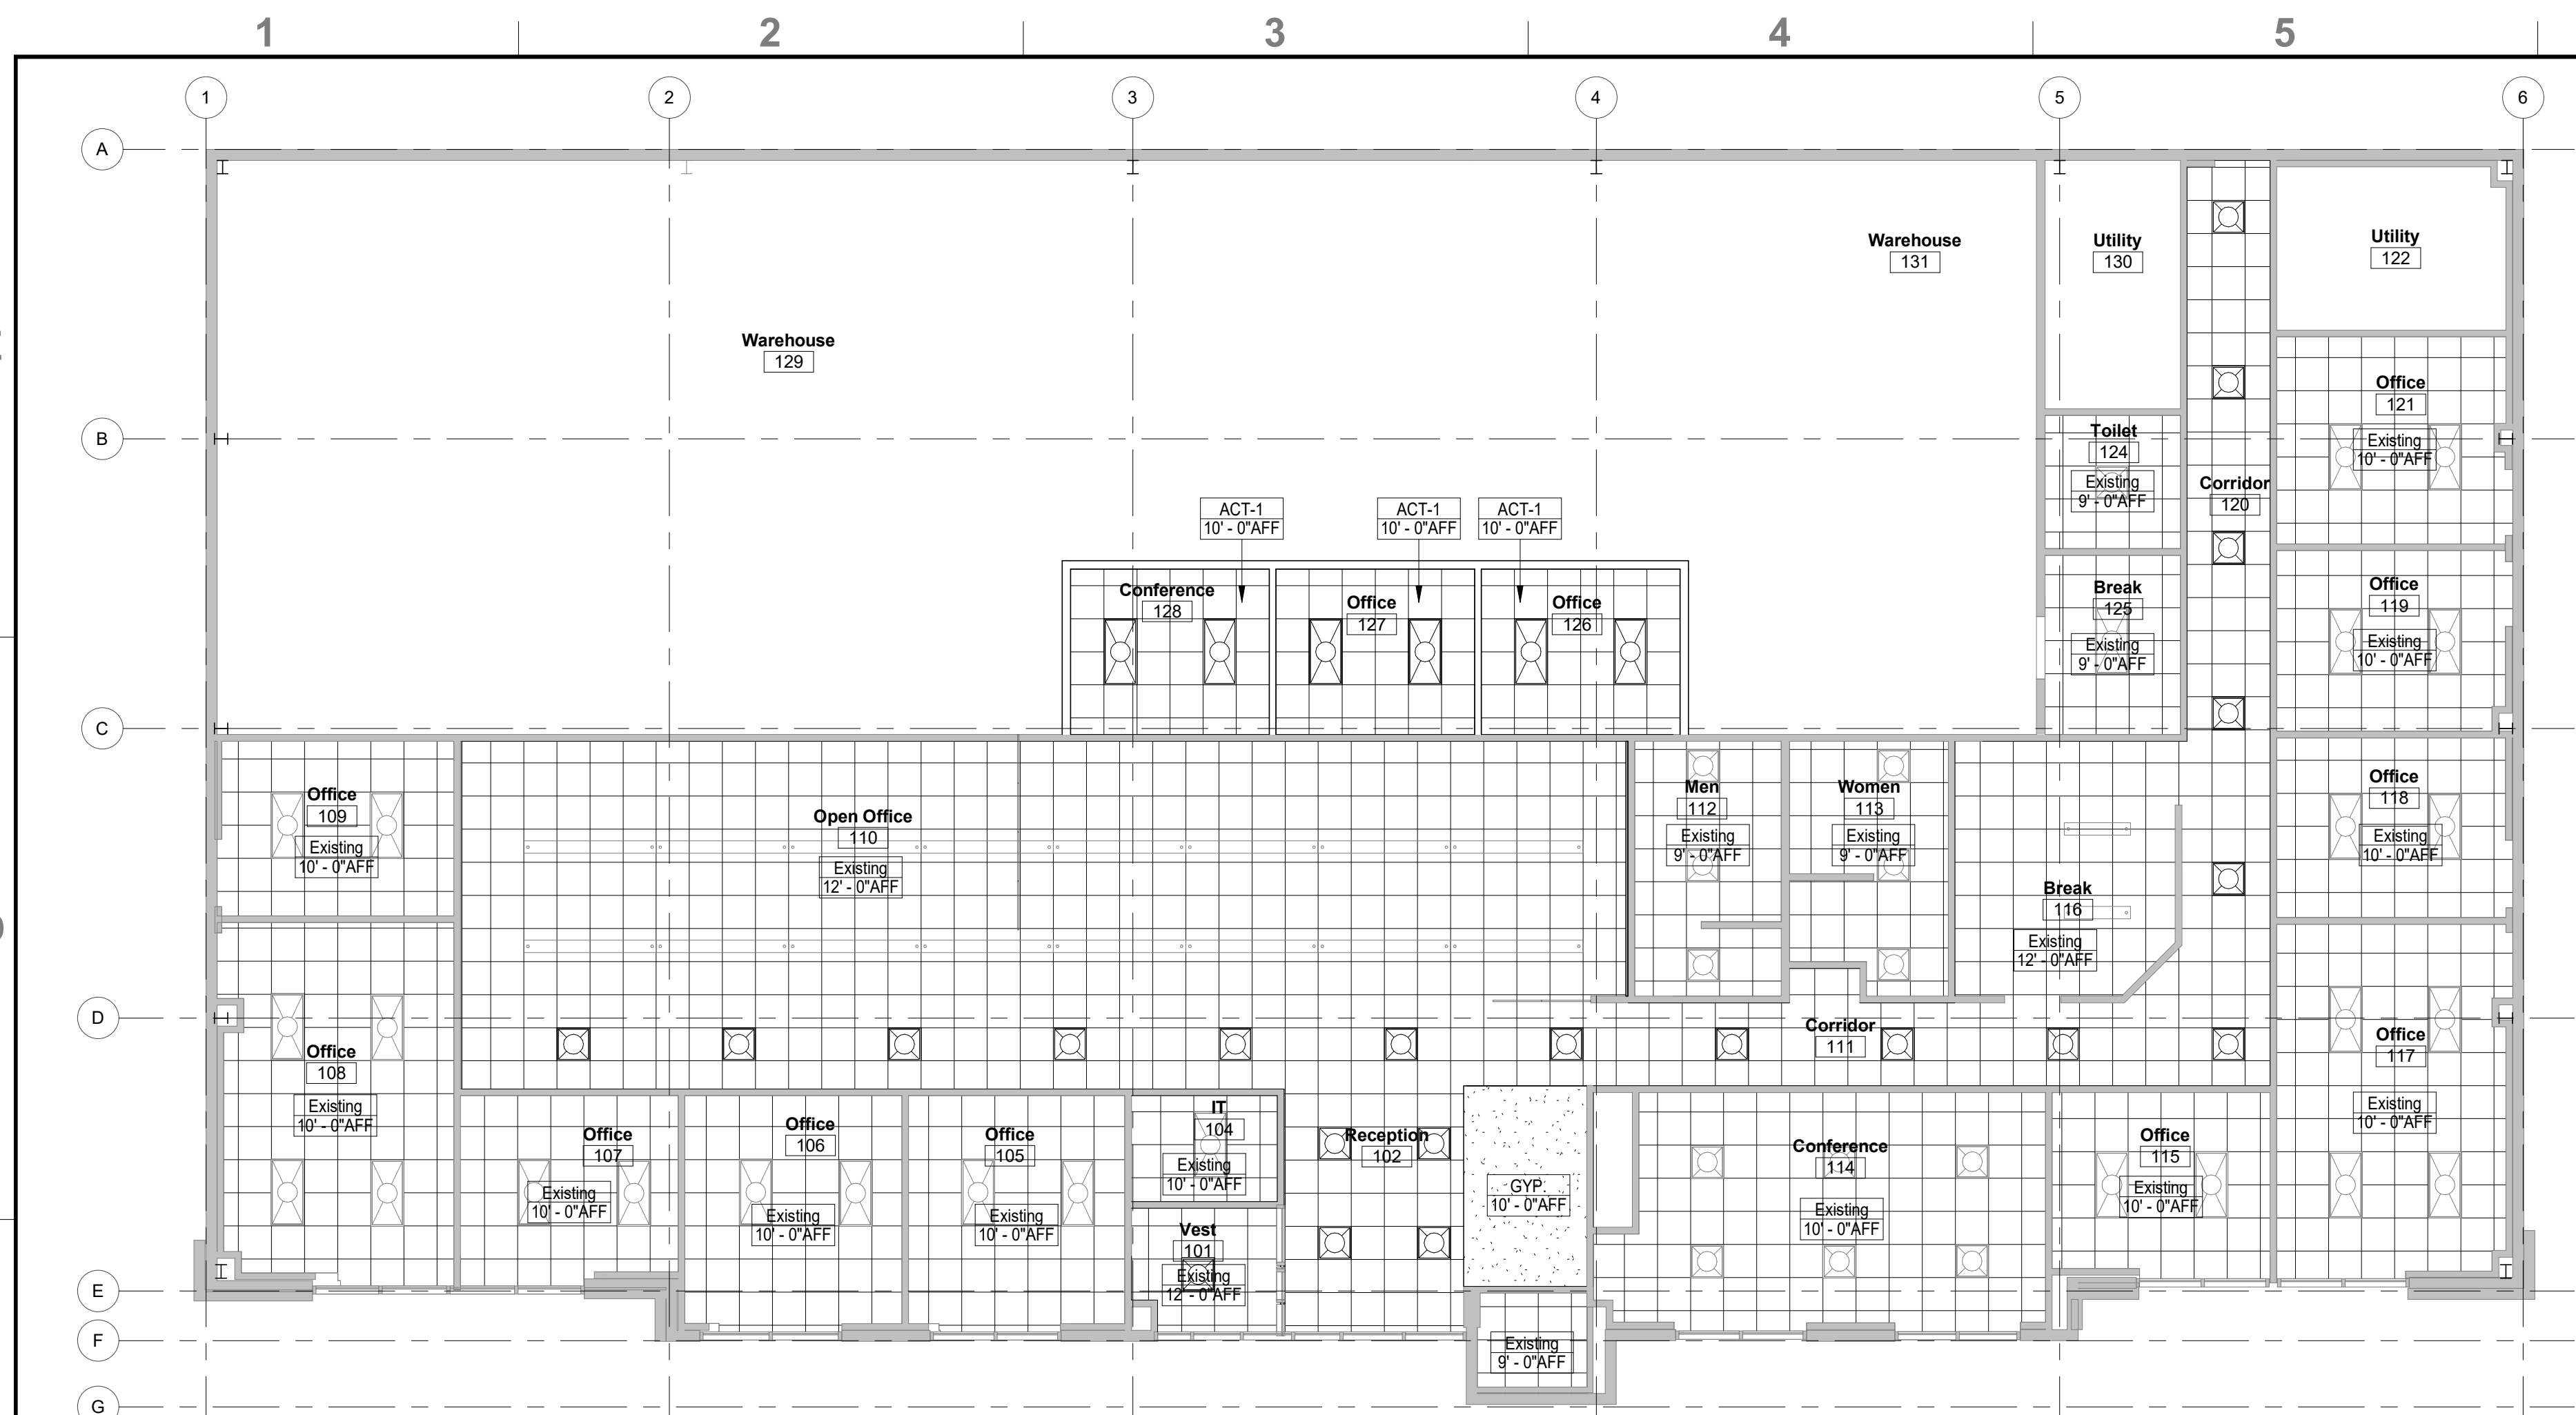 1 2 3 4 5
1 2 3 4 5 6
A
B
C
D
E
F
G
Warehouse
129
Warehouse
131
Utility
130
Utility
122
Office
121
Existing
10' - 0"AFF
Toilet
124
Existing
9' - 0"AFF
Corridor
120
ACT-1
10' - 0"AFF
ACT-1
10' - 0"AFF
ACT-1
10' - 0"AFF
Conference
128
Office
127
Office
126
Break
125
Existing
9' - 0"AFF
Office
119
Existing
10' - 0"AFF
Office
109
Existing
10' - 0"AFF
Open Office
110
Existing
12' - 0"AFF
Men
112
Existing
9' - 0"AFF
Women
113
Existing
9' - 0"AFF
Break
116
Existing
12' - 0"AFF
Office
118
Existing
10' - 0"AFF
Office
108
Existing
10' - 0"AFF
Corridor
111
Office
117
Existing
10' - 0"AFF
Office
107
Existing
10' - 0"AFF
Office
106
Existing
10' - 0"AFF
Office
105
Existing
10' - 0"AFF
IT
104
Existing
10' - 0"AFF
Vest
101
Existing
12' - 0"AFF
Reception
102
GYP.
10' - 0"AFF
Existing
9' - 0"AFF
Conference
114
Existing
10' - 0"AFF
Office
115
Existing
10' - 0"AFF